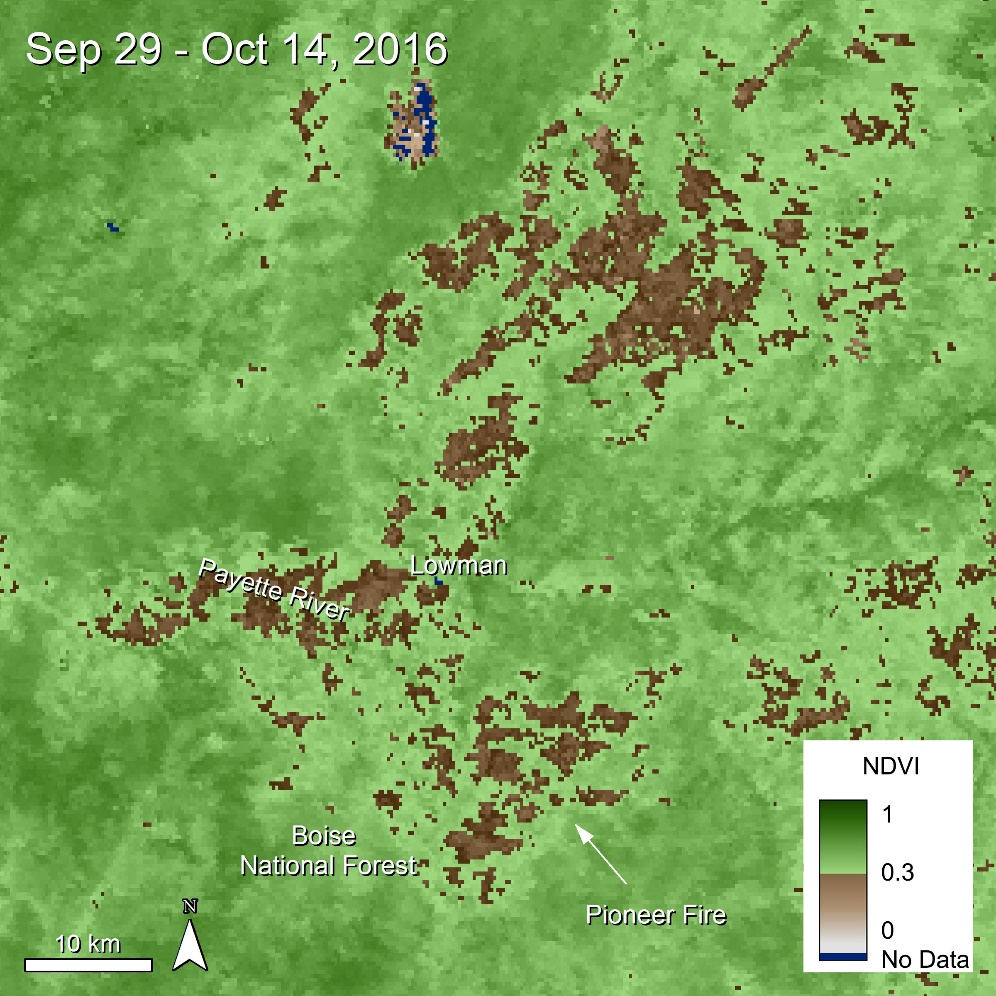 Sep 29 - Oct 14, 2016
Lowman
Payette River
NDVI
1
0.3
0
No Data
Boise
National Forest
Pioneer Fire
N
10 km